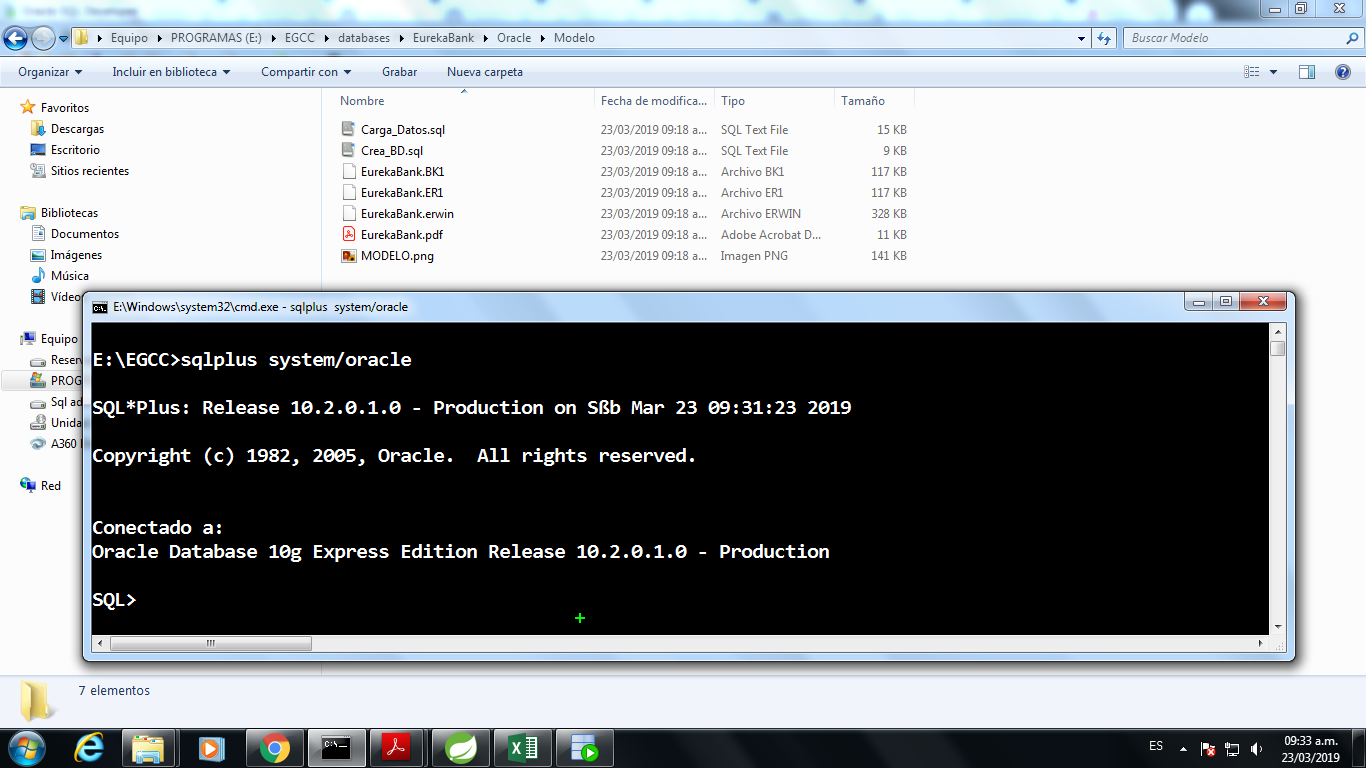 Equipo PROGRAMAS (E:) EGCC databases EurekaBank Oracle Modelo
Buscar Modelo
Organizar Incluir en biblioteca Compartir con Grabar Nueva carpeta
Favoritos
Descargas
Escritorio
Sitios recientes
Bibliotecas
Documentos
Imágenes
Música
Vídeo
Equipo
Reser
PROG
Sql ad
Unida
A360
Red
Nombre Fecha de modifica... Tipo Tamaño
Carga_Datos.sql 23/03/2019 09:18 a... SQL Text File 15 KB
Crea_BD.sql 23/03/2019 09:18 a... SQL Text File 9 KB
EurekaBank.BK1 23/03/2019 09:18 a... Archivo BK1 117 KB
EurekaBank.ER1 23/03/2019 09:18 a... Archivo ER1 117 KB
EurekaBank.erwin 23/03/2019 09:18 a... Archivo ERWIN 328 KB
EurekaBank.pdf 23/03/2019 09:18 a... Adobe Acrobat D... 11 KB
MODELO.png 23/03/2019 09:18 a... Imagen PNG 141 KB
E:\Windows\system32\cmd.exe - sqlplus system/oracle
E:\EGCC>sqlplus system/oracle
SQL*Plus: Release 10.2.0.1.0 - Production on Sßb Mar 23 09:31:23 2019
Copyright (c) 1982, 2005, Oracle. All rights reserved.
Conectado a:
Oracle Database 10g Express Edition Release 10.2.0.1.0 - Production
SQL>
7 elementos
ES
09:33 a.m.
23/03/2019